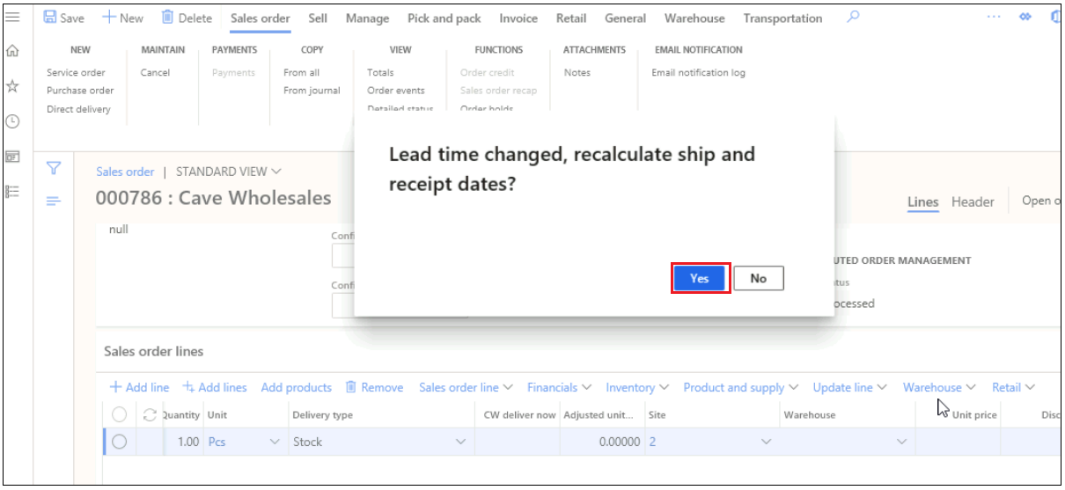 Save New Delete Sales order Sell Manage Pick and pack Invoice Retail General Warehouse Transportation
NEW MAINTAIN PAYMENTS COPY VIEW FUNCTIONS ATTACHMENTS EMAIL NOTIFICATION
Service order Cancel Payments From all Totals Order credit Notes Email notification log
Purchase order From journal Order events Sales order recap
Direct delivery Detailed status Order holds
Lead time changed, recalculate ship and
receipt dates?
Yes No
Sales order | STANDARD VIEW
000786 : Cave Wholesales
Lines Header Open o
null
Confi
UTED ORDER MANAGEMENT
Confi
tus
ocessed
Sales order lines
Add line Add lines Add products Remove Sales order line Financials Inventory Product and supply Update line Warehouse Retail
Quantity Unit Delivery type CW deliver now Adjusted unit... Site Warehouse Unit price Disc
1.00 Pcs Stock 0.00000 2